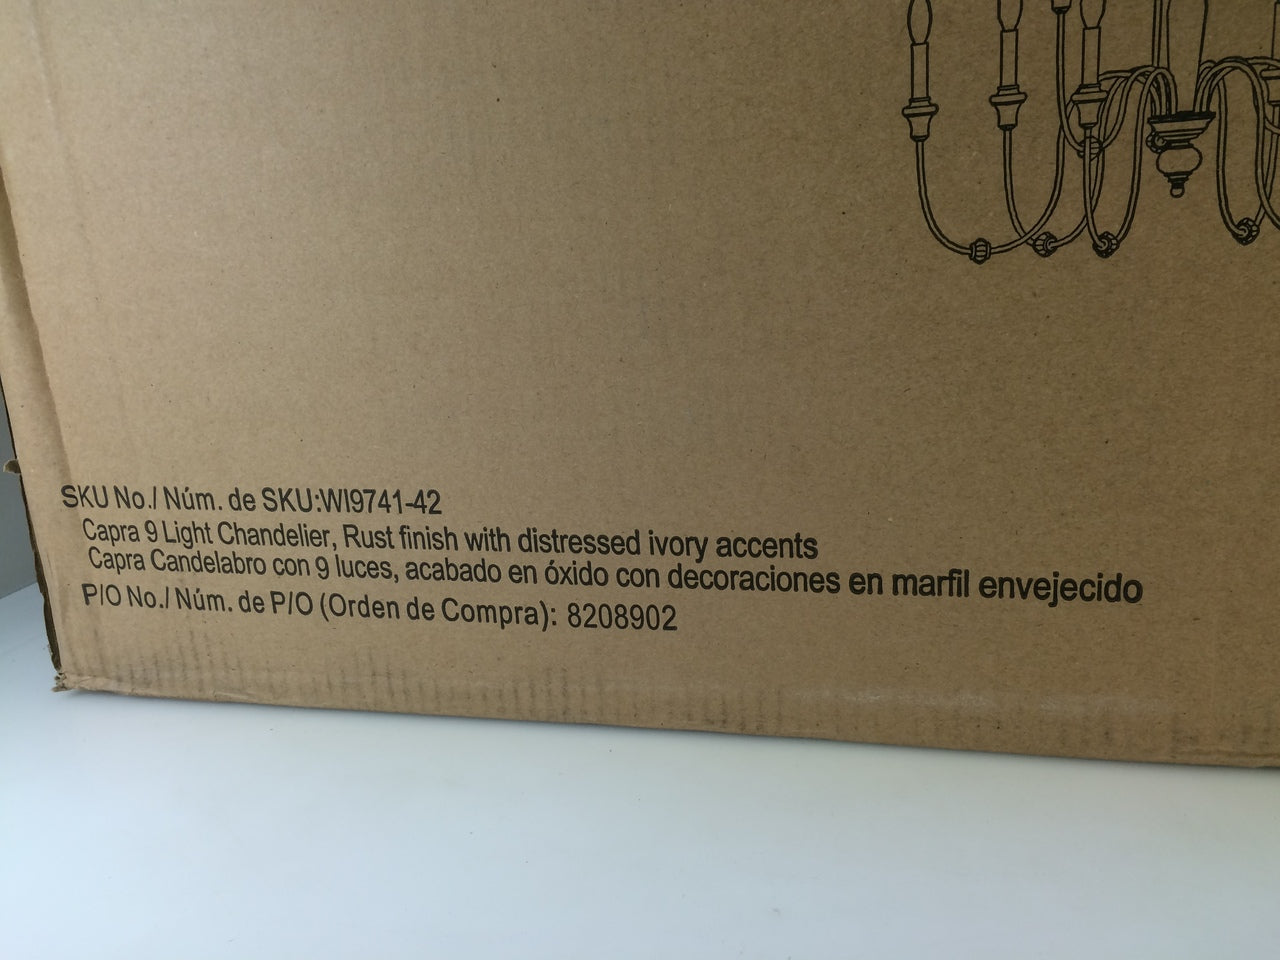 SKU No./ Núm. de SKU:WI9741-42
Capra 9 Light Chandelier, Rust finish with distressed ivory accents
Capra Candelabro con 9 luces, acabado en óxido con decoraciones en marfil envejecido
P/O No./ Núm. de P/O (Orden de Compra): 8208902